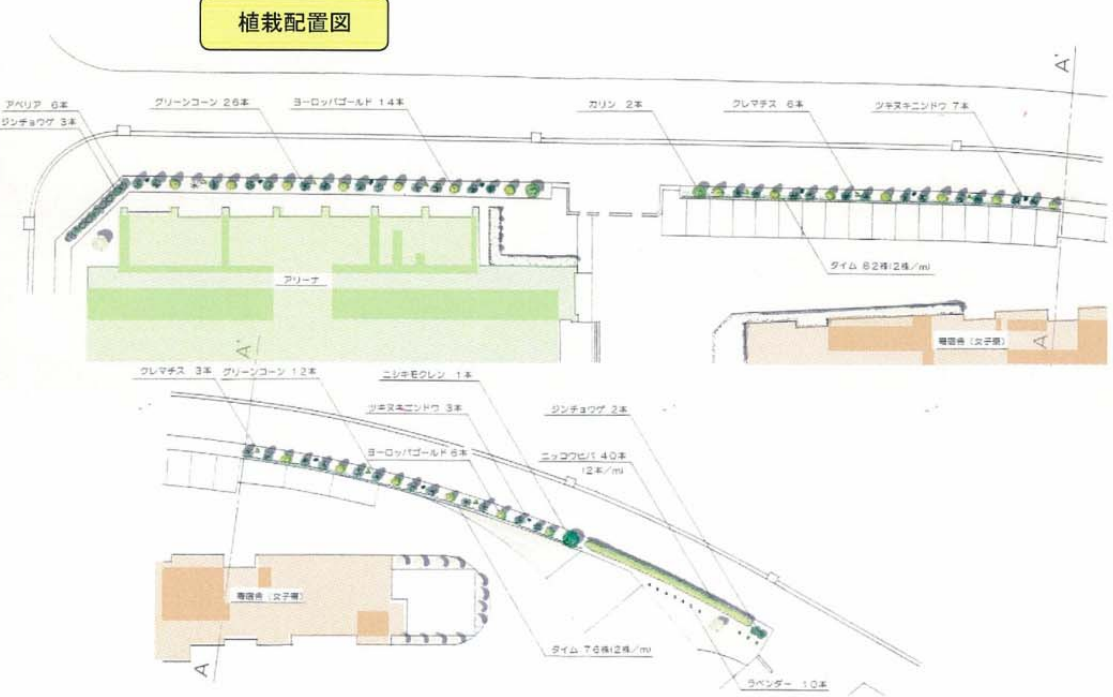 植栽配置図
アベリア 6本
ジンチョウゲ 3本
グリーンコーン 26本
ヨーロッパゴールド 14本
カリン 2本
クレマチス 6本
ツキヌキニンドウ 7本
A'
タイム 62株(2株/m)
アリーナ
寄宿舎(女子寮)
A
A'
クレマチス 3本
グリーンコーン 12本
ニシキモクレン 1本
ツキヌキニンドウ 3本
ジンチョウゲ 2本
ヨーロッパゴールド 6本
ニッコウヒバ 40本
(2本/m)
寄宿舎(女子寮)
タイム 76株(2株/m)
A
ラベンダー 10本